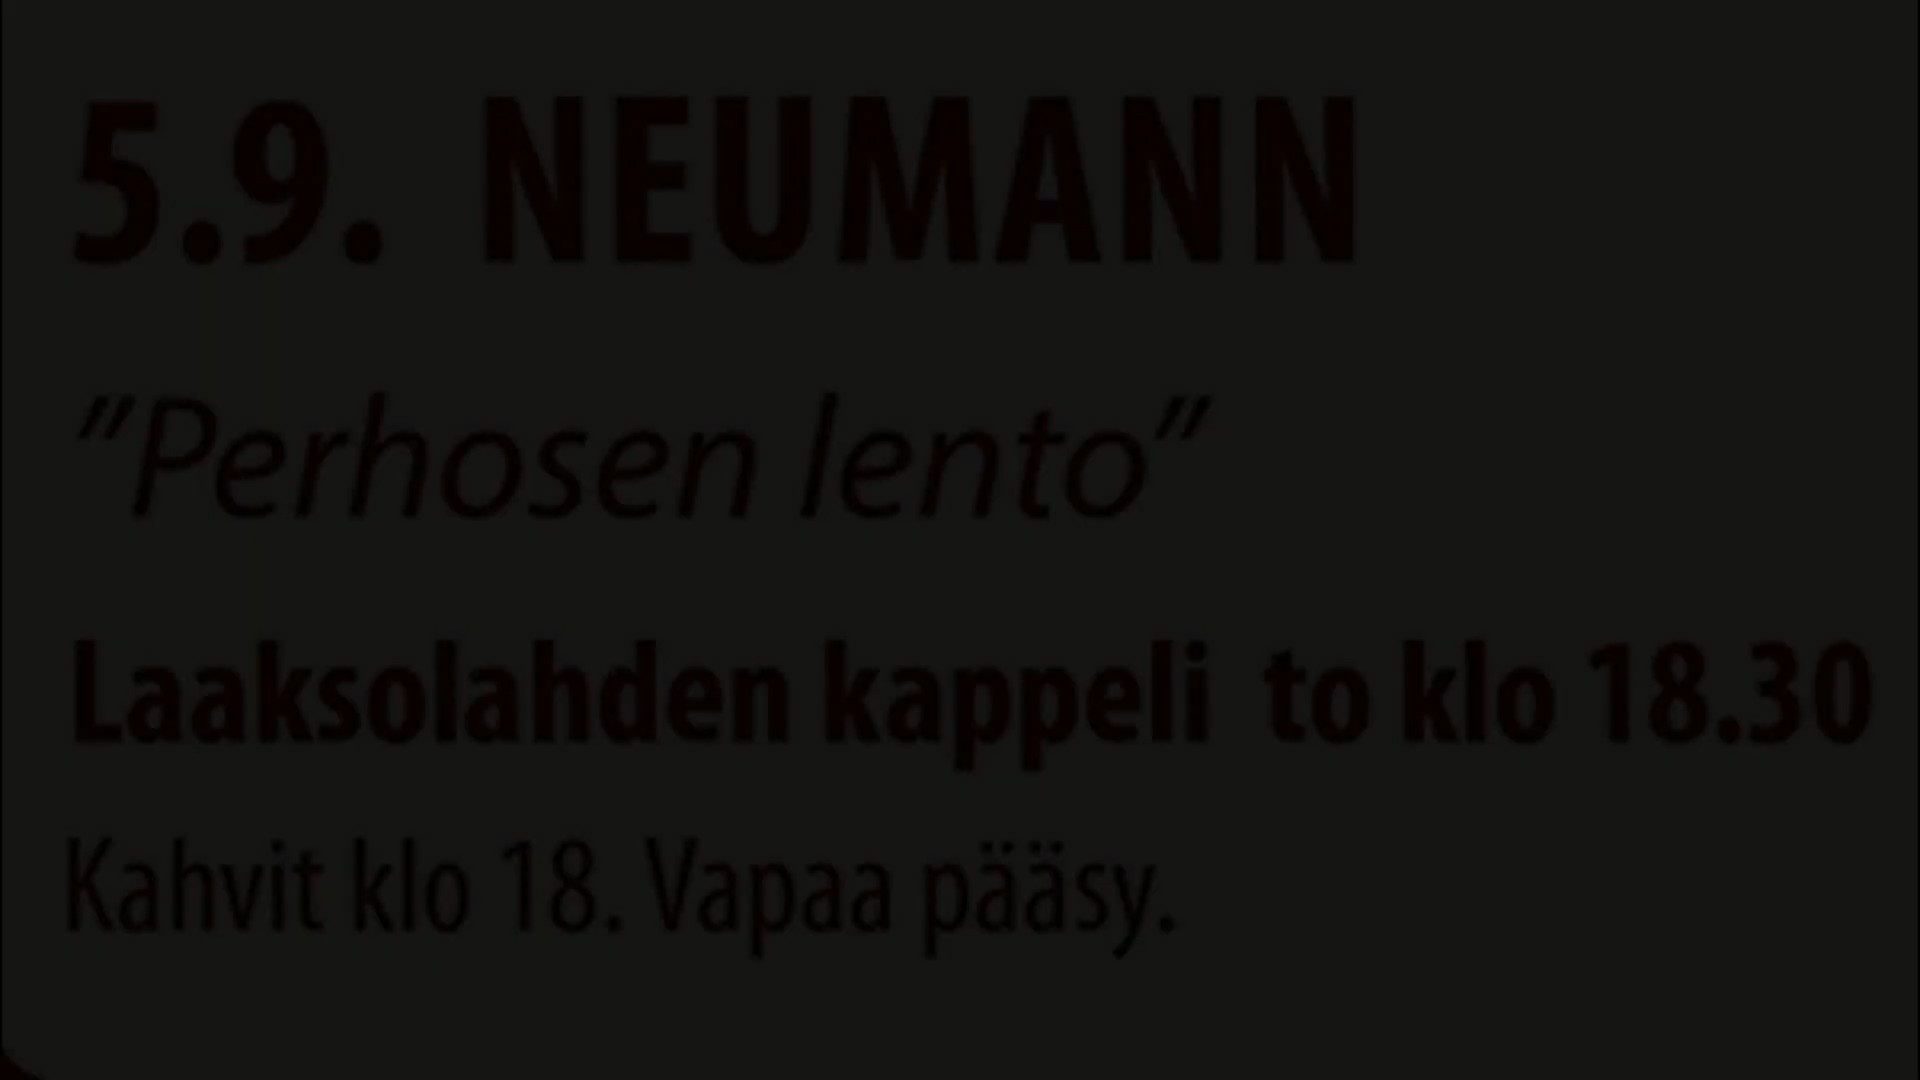 5.9. NEUMANN
”Perhosen lento”
Laaksolahden kappeli to klo 18.30
Kahvit klo 18. Vapaa pääsy.